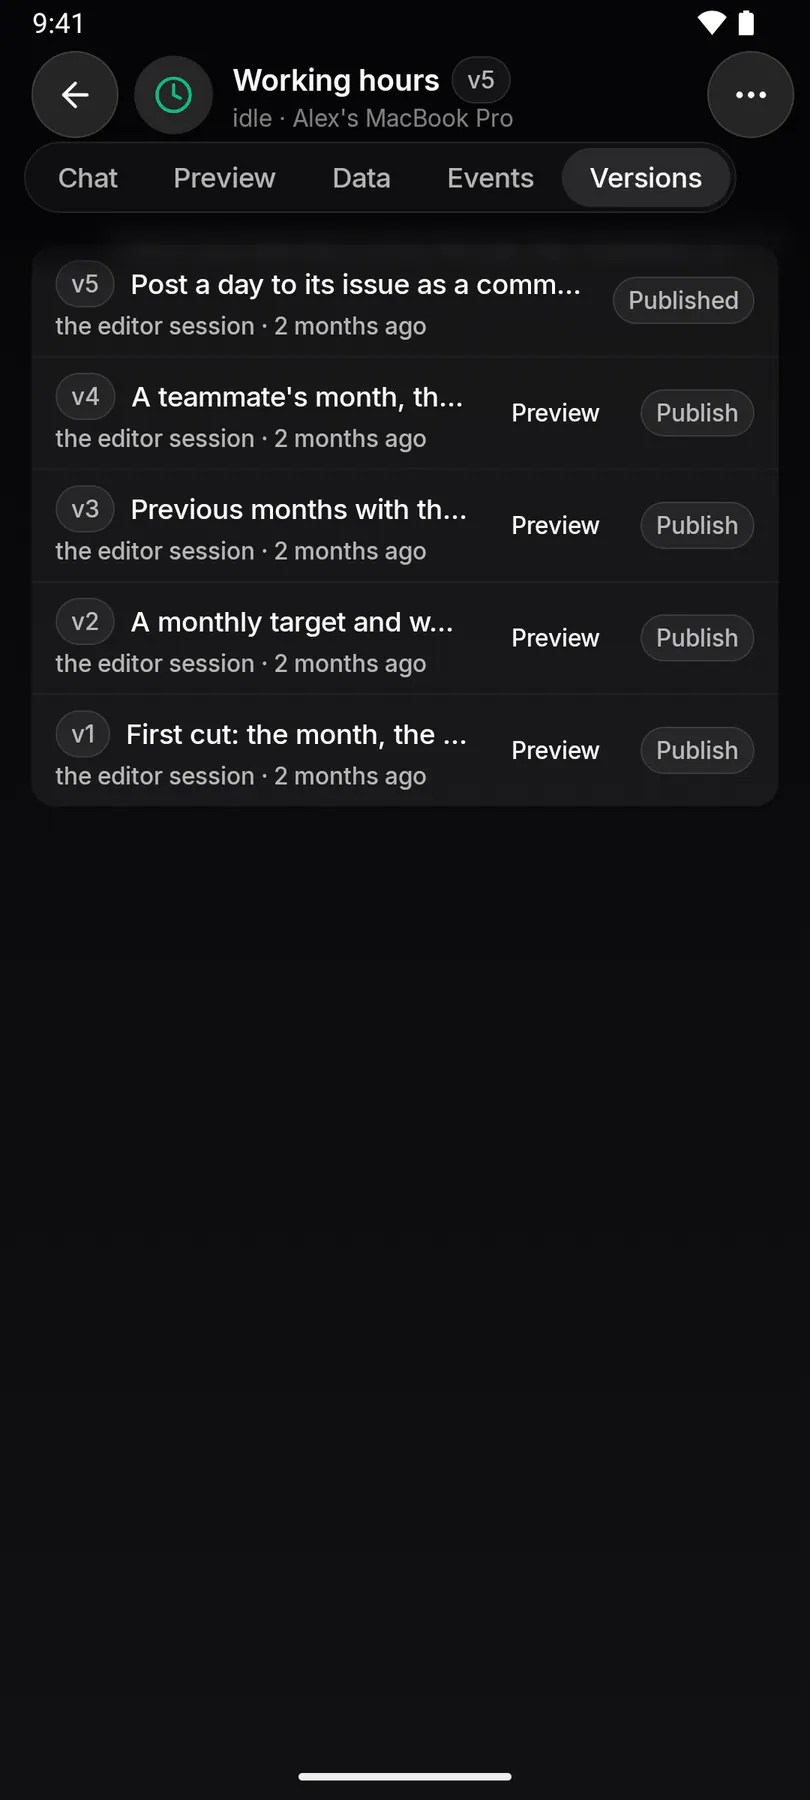 9:41
Working hours v5
idle · Alex's MacBook Pro
Chat Preview Data Events Versions
v5 Post a day to its issue as a comm...
the editor session · 2 months ago
Published
v4 A teammate's month, th...
the editor session · 2 months ago
Preview Publish
v3 Previous months with th...
the editor session · 2 months ago
Preview Publish
v2 A monthly target and w...
the editor session · 2 months ago
Preview Publish
v1 First cut: the month, the ...
the editor session · 2 months ago
Preview Publish